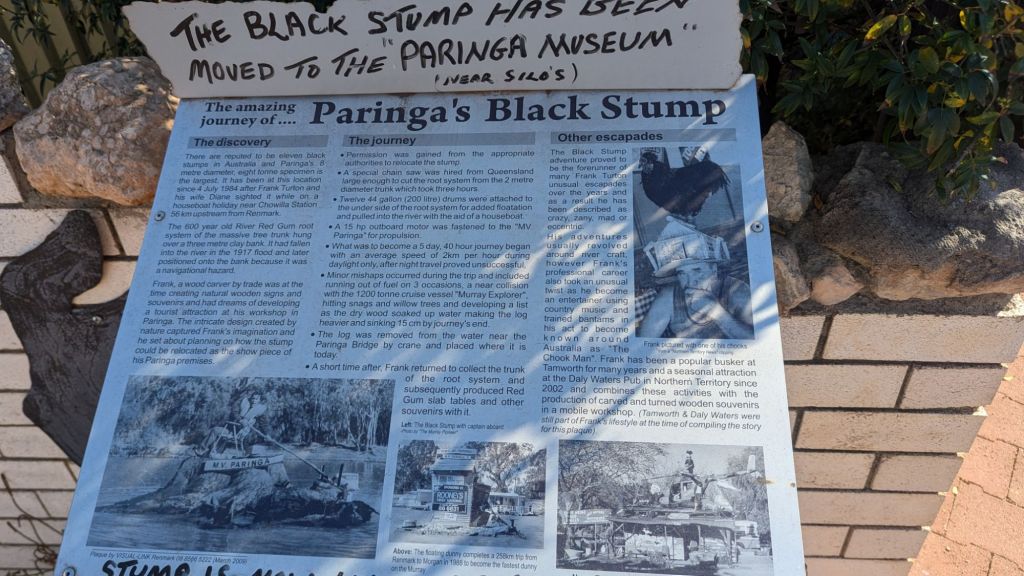 THE BLACK STUMP HAS BEEN
MOVED TO THE "PARINGA MUSEUM"
(NEAR SILO'S)
The amazing
journey of....
Paringa's Black Stump
The discovery
There are reputed to be eleven black
stumps in Australia and Paringa's 8
metre diameter, eight tonne specimen is
the largest. It has been at this location
since 4 July 1984 after Frank Turton and
his wife Diane sighted it while on a
houseboat holiday near Chowilla Station
56 km upstream from Renmark.
The 600 year old River Red Gum root
system of the massive tree trunk hung
over a three metre clay bank. It had fallen
into the river in the 1917 flood and later
positioned onto the bank because it was
a navigational hazard.
Frank, a wood carver by trade was at the
time creating natural wooden signs and
souvenirs and had dreams of developing
a tourist attraction at his workshop in
Paringa. The intricate design created by
nature captured Frank's imagination and
he set about planning on how the stump
could be relocated as the show piece of
his Paringa premises.
The journey
• Permission was gained from the appropriate
authorities to relocate the stump.
• A special chain saw was hired from Queensland
large enough to cut the root system from the 2 metre
diameter trunk which took three hours.
• Twelve 44 gallon (200 litre) drums were attached to
the under side of the root system for added floatation
and pulled into the river with the aid of a houseboat.
• A 15 hp outboard motor was fastened to the "MV.
Paringa" for propulsion.
• What was to become a 5 day, 40 hour journey began
with an average speed of 2km per hour during
daylight only, after night travel proved unsuccessful,
• Minor mishaps occurred during the trip and included
running out of fuel on 3 occasions, a near collision
with the 1200 tonne cruise vessel "Murray Explorer",
hitting snags and willow trees and developing a list
as the dry wood soaked up water making the log
heavier and sinking 15 cm by journey's end.
• The log was removed from the water near the
Paringa Bridge by crane and placed where it is
today.
• A short time after, Frank returned to collect the trunk
of the root system and
subsequently produced Red
Gum slab tables and other
souvenirs with it.
Left: The Black Stump with captain aboard.
Photo by "The Murray Pioneer"
Other escapades
The Black Stump
adventure proved to
be the forerunner of
many Frank Turton
unusual escapades
over the years and
as a result he has
been described as
crazy, zany, mad or
eccentric.
His adventures
usually revolved
around river craft,
however Frank's
professional career
also took an unusual
twist as he become
an entertainer using
country music and
trained bantams in
his act to become
known around
Australia as "The
Chook Man". Frank has been a popular busker at
Tamworth for many years and a seasonal attraction
at the Daly Waters Pub in Northern Territory since
2002 and combines these activities with the
production of carved and turned wooden souvenirs
in a mobile workshop. (Tamworth & Daly Waters were
still part of Frank's lifestyle at the time of compiling the story
for this plaque).
Frank pictured with one of his chooks
M.V. PARINGA
ROONEY'S
Plaque by VISUAL-LINK Renmark 08 8586 5222 (March 2009)
Above: The floating dunny completes a 258km trip from
Renmark to Morgan in 1988 to become the fastest dunny
on the Murray.
STUMP IS